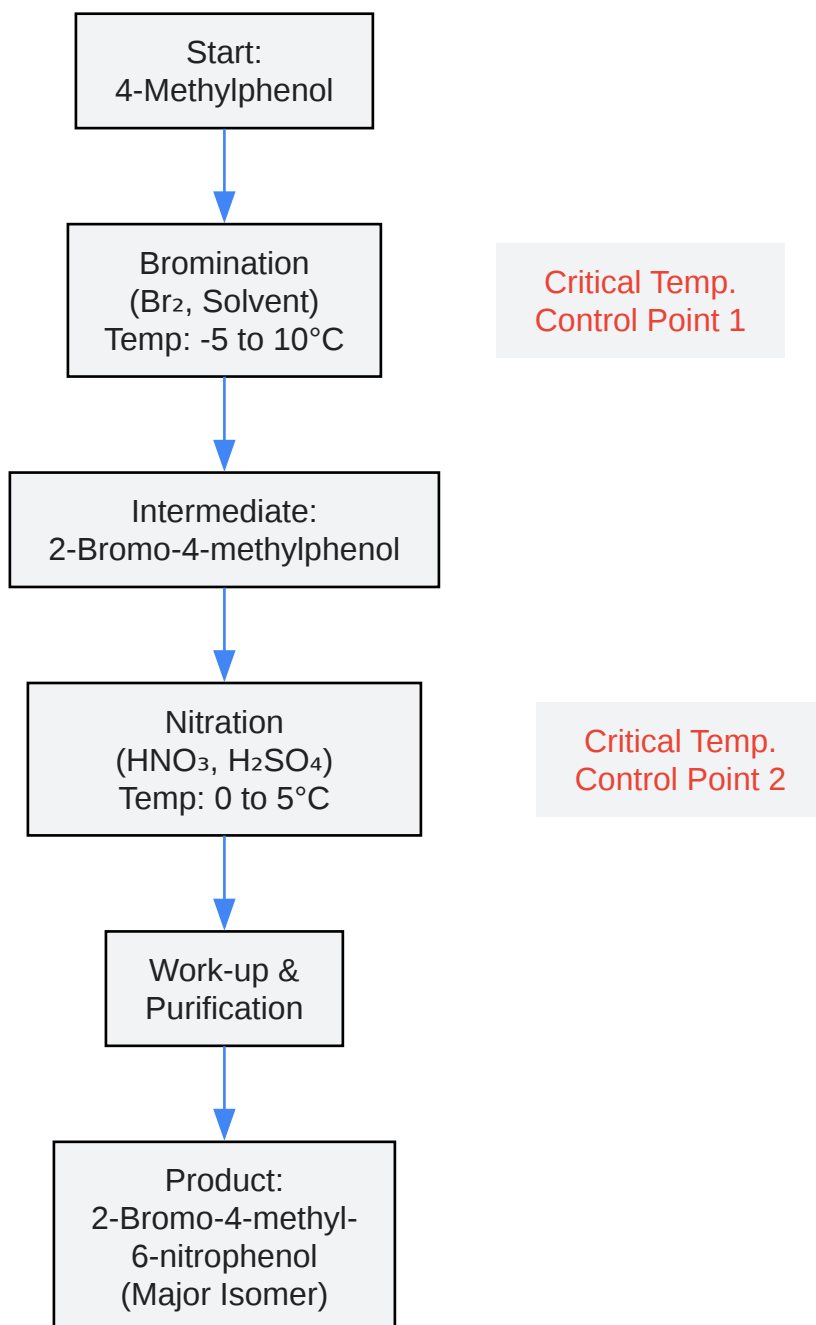 Start:
4-Methylphenol
Bromination
(Br₂, Solvent)
Temp: -5 to 10°C
Critical Temp.
Control Point 1
Intermediate:
2-Bromo-4-methylphenol
Nitration
(HNO₃, H₂SO₄)
Temp: 0 to 5°C
Critical Temp.
Control Point 2
Work-up &
Purification
Product:
2-Bromo-4-methyl-
6-nitrophenol
(Major Isomer)